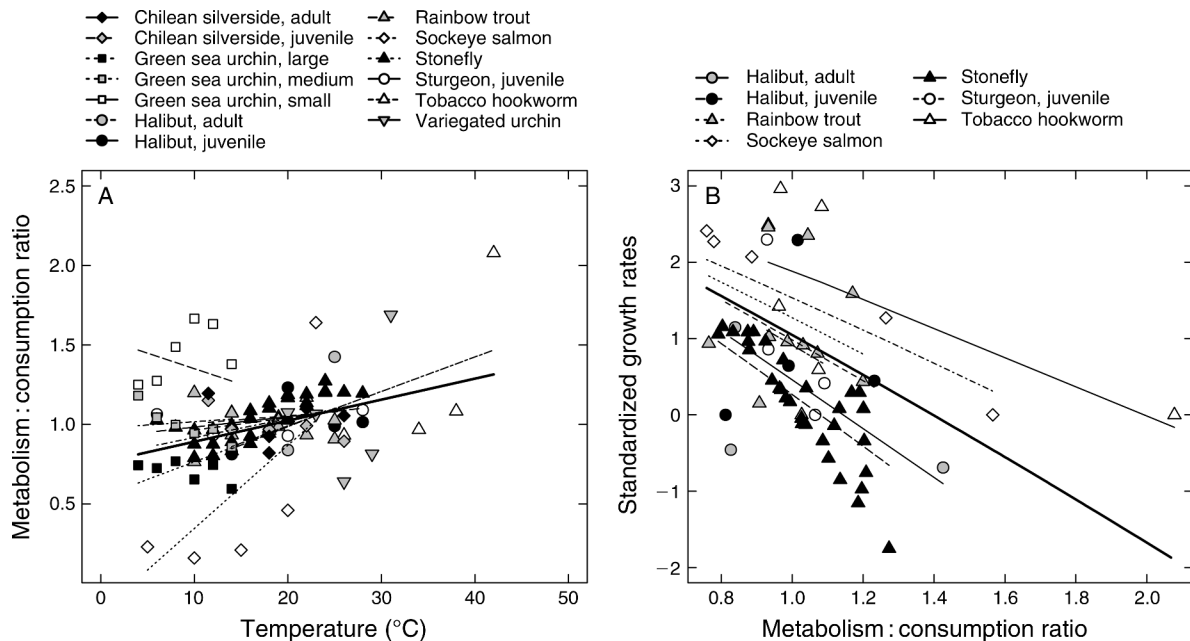 Chilean silverside, adult
Chilean silverside, juvenile
Green sea urchin, large
Green sea urchin, medium
Green sea urchin, small
Halibut, adult
Halibut, juvenile
Rainbow trout
Sockeye salmon
Stonefly
Sturgeon, juvenile
Tobacco hookworm
Variegated urchin
A
2.5
2.0
1.5
1.0
0.5
Metabolism : consumption ratio
0 10 20 30 40 50
Temperature (°C)
Halibut, adult
Halibut, juvenile
Rainbow trout
Sockeye salmon
Stonefly
Sturgeon, juvenile
Tobacco hookworm
B
3
2
1
0
−1
−2
Standardized growth rates
0.8 1.0 1.2 1.4 1.6 1.8 2.0
Metabolism : consumption ratio